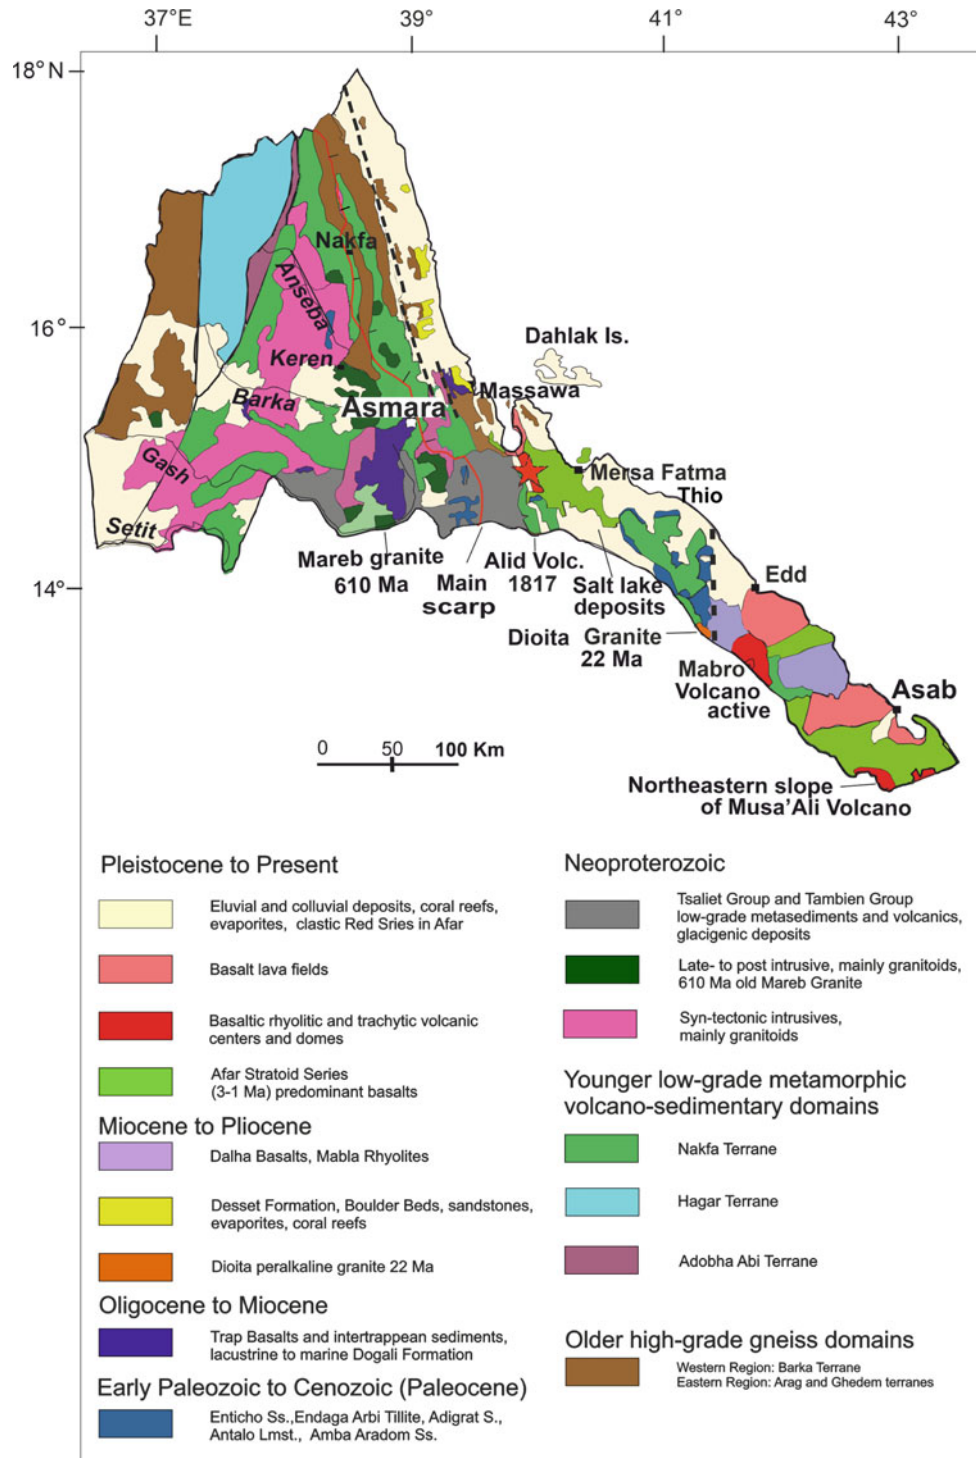 37°E 39° 41° 43°
18°N
Nakfa
Anseba
16°
Dahlak Is.
Keren
Massawa
Barka
Asmara
Gash
Mersa Fatma
Thio
Setit
Mareb granite
610 Ma
Main
scarp
Alid Volc.
1817
Salt lake
deposits
14°
Edd
Dioita Granite
22 Ma
Mabro
Volcano
active
Asab
0 50 100 Km
Northeastern slope
of Musa'Ali Volcano
Pleistocene to Present
Eluvial and colluvial deposits, coral reefs,
evaporites, clastic Red Sries in Afar
Basalt lava fields
Basaltic rhyolitic and trachytic volcanic
centers and domes
Afar Stratoid Series
(3-1 Ma) predominant basalts
Miocene to Pliocene
Dalha Basalts, Mabla Rhyolites
Desset Formation, Boulder Beds, sandstones,
evaporites, coral reefs
Dioita peralkaline granite 22 Ma
Oligocene to Miocene
Trap Basalts and intertrappean sediments,
lacustrine to marine Dogali Formation
Early Paleozoic to Cenozoic (Paleocene)
Enticho Ss.,Endaga Arbi Tillite, Adigrat S.,
Antalo Lmst., Amba Aradom Ss.
Neoproterozoic
Tsaliet Group and Tambien Group
low-grade metasediments and volcanics,
glacigenic deposits
Late- to post intrusive, mainly granitoids,
610 Ma old Mareb Granite
Syn-tectonic intrusives,
mainly granitoids
Younger low-grade metamorphic
volcano-sedimentary domains
Nakfa Terrane
Hagar Terrane
Adobha Abi Terrane
Older high-grade gneiss domains
Western Region: Barka Terrane
Eastern Region: Arag and Ghedem terranes